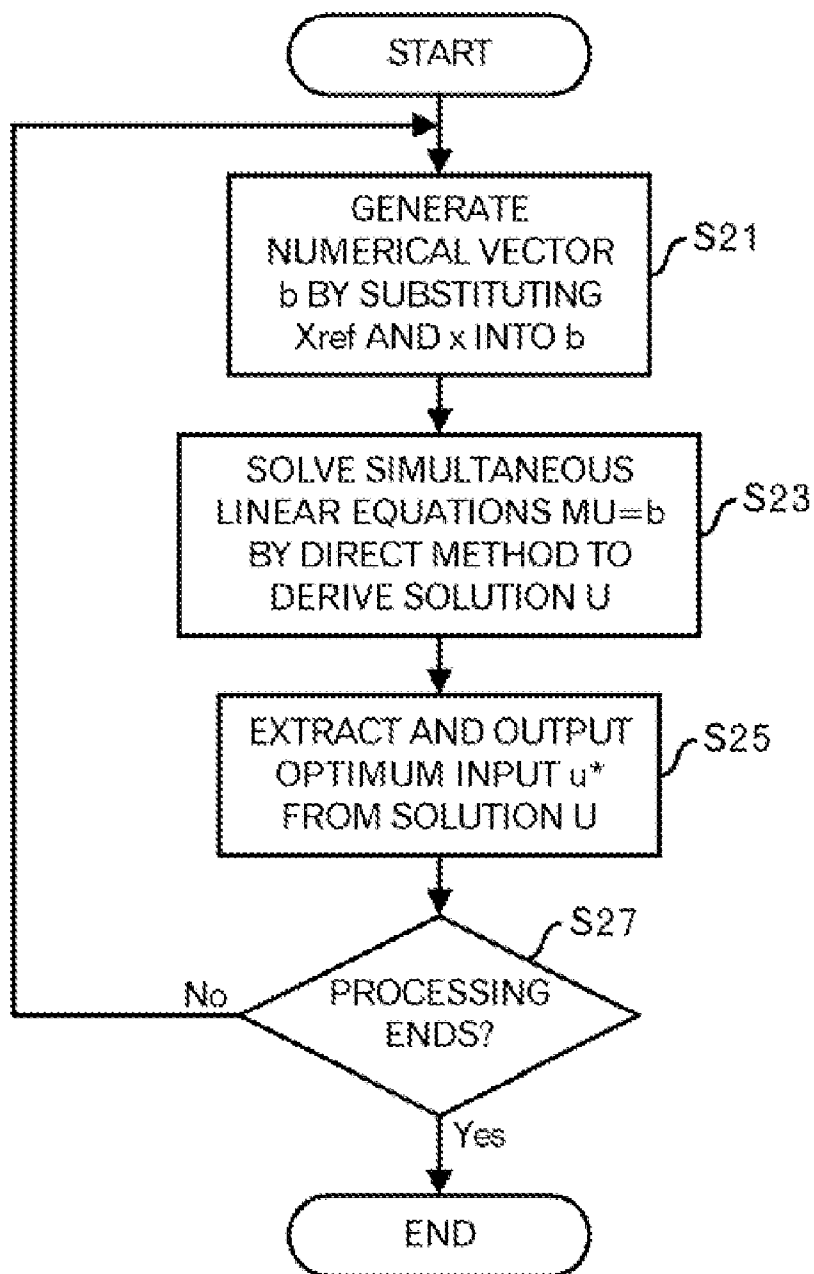 START
GENERATE
NUMERICAL VECTOR
b BY SUBSTITUTING
Xref AND x INTO b
S21
SOLVE SIMULTANEOUS
LINEAR EQUATIONS MU=b
BY DIRECT METHOD TO
DERIVE SOLUTION U
S23
EXTRACT AND OUTPUT
OPTIMUM INPUT u*
FROM SOLUTION U
S25
S27
No
PROCESSING
ENDS?
Yes
END